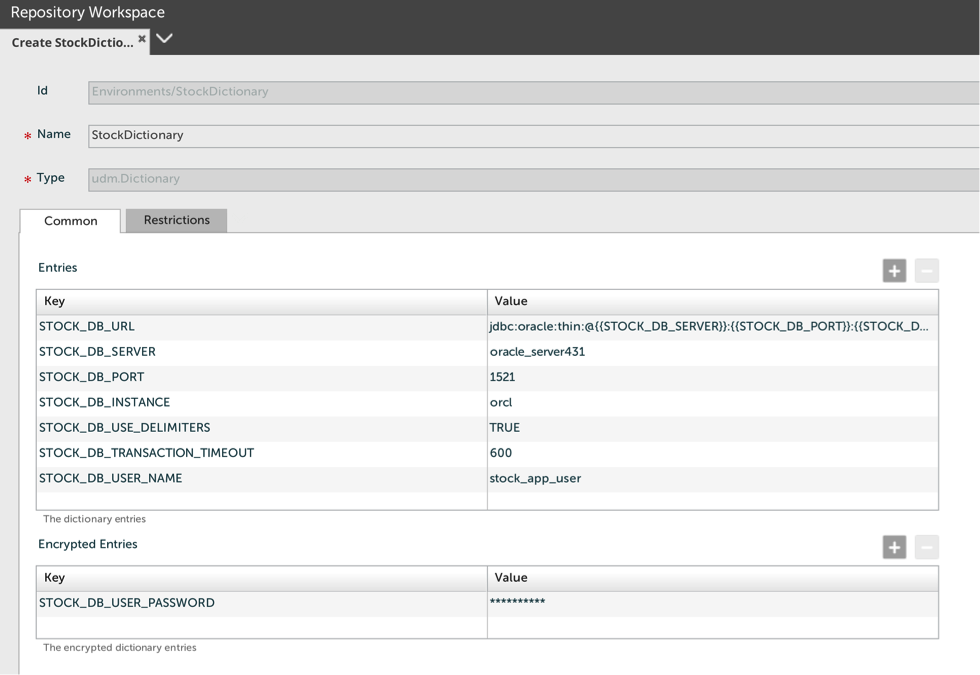 Repository Workspace
Create StockDictio...
Id Environments/StockDictionary
* Name StockDictionary
* Type udm.Dictionary
Common Restrictions
Entries
Key Value
STOCK_DB_URL jdbc:oracle:thin:@{{STOCK_DB_SERVER}}:{{STOCK_DB_PORT}}:{{STOCK_D...
STOCK_DB_SERVER oracle_server431
STOCK_DB_PORT 1521
STOCK_DB_INSTANCE orcl
STOCK_DB_USE_DELIMITERS TRUE
STOCK_DB_TRANSACTION_TIMEOUT 600
STOCK_DB_USER_NAME stock_app_user
The dictionary entries
Encrypted Entries
Key Value
STOCK_DB_USER_PASSWORD **********
The encrypted dictionary entries